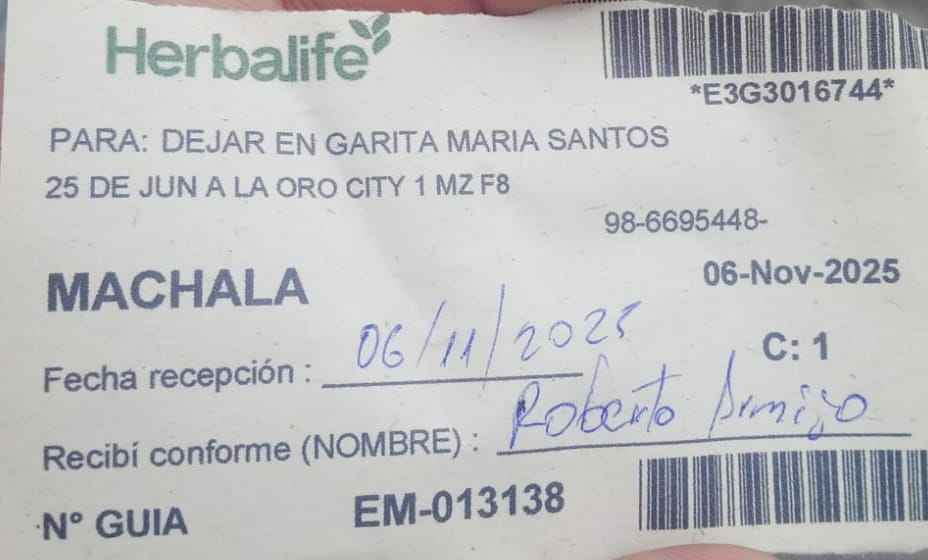 Herbalife
*E3G3016744*
PARA: DEJAR EN GARITA MARIA SANTOS
25 DE JUN A LA ORO CITY 1 MZ F8
98-6695448-
MACHALA
06-Nov-2025
Fecha recepción : 06/11/2025
C: 1
Recibí conforme (NOMBRE) : Roberto Armijo
N° GUIA EM-013138